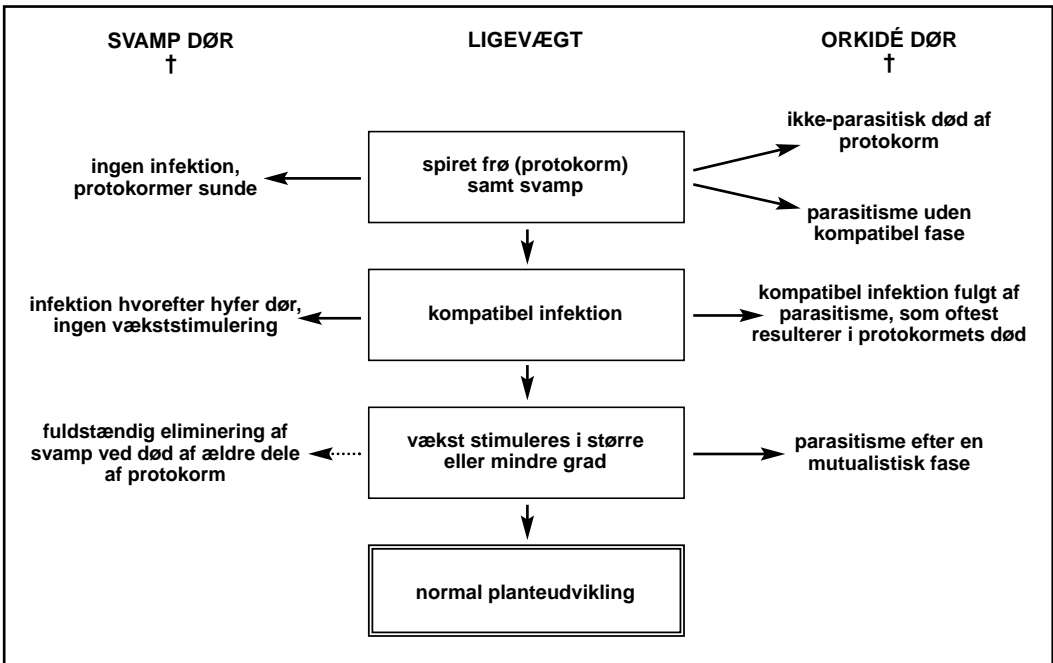 SVAMP DØR
†
LIGEVÆGT
ORKIDÉ DØR
†
ingen infektion,
protokormer sunde
spiret frø (protokorm)
samt svamp
ikke-parasitisk død af
protokorm
parasitisme uden
kompatibel fase
infektion hvorefter hyfer dør,
ingen vækststimulering
kompatibel infektion
kompatibel infektion fulgt af
parasitisme, som oftest
resulterer i protokormets død
fuldstændig eliminering af
svamp ved død af ældre dele
af protokorm
vækst stimuleres i større
eller mindre grad
parasitisme efter en
mutualistisk fase
normal planteudvikling